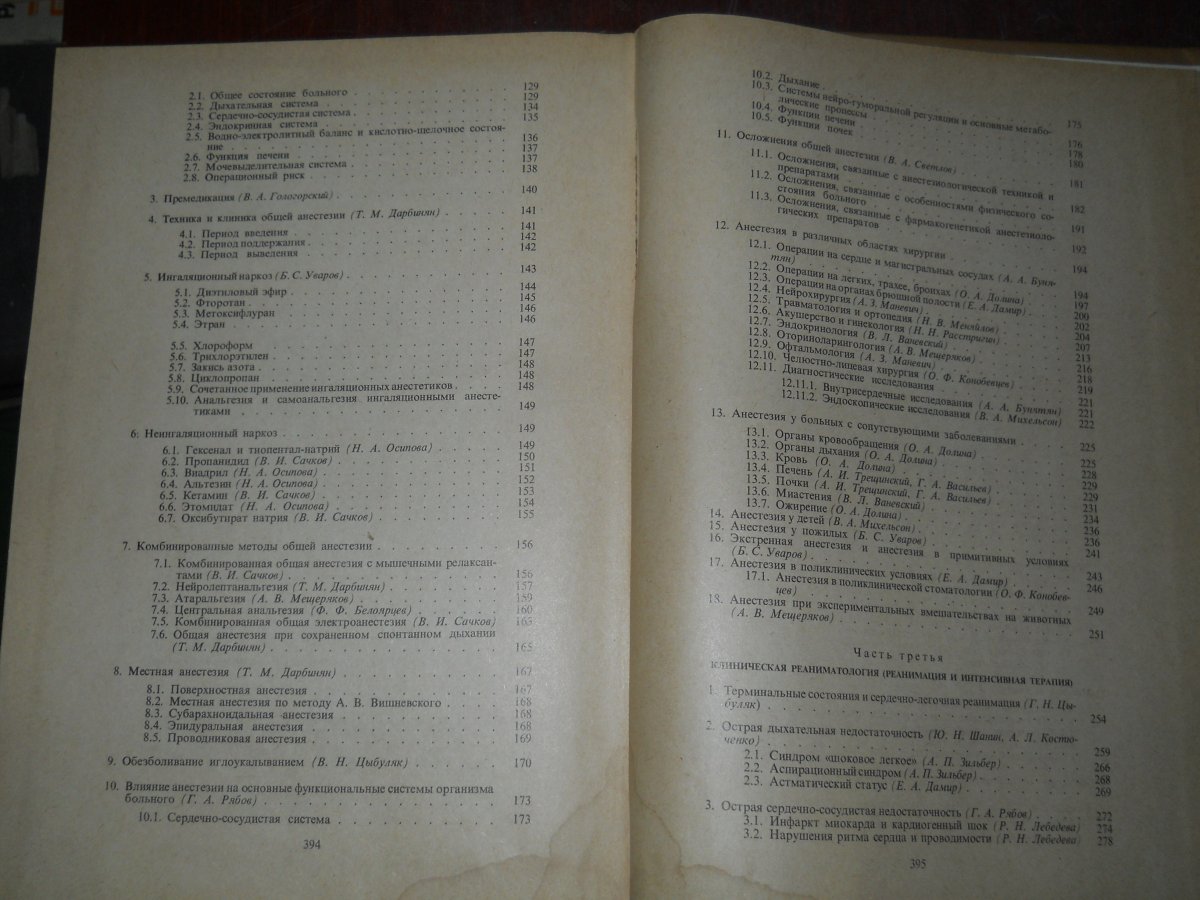 2.1. Общее состояние больного . . . . . . . . . . 129
2.2. Дыхательная система . . . . . . . . . . 129
2.3. Сердечно-сосудистая система . . . . . . . . . . 134
2.4. Эндокринная система . . . . . . . . . . 135
2.5. Водно-электролитный баланс и кислотно-щелочное состоя-
ние . . . . . . . . . . 136
2.6. Функция печени . . . . . . . . . . 137
2.7. Мочевыделительная система . . . . . . . . . . 137
2.8. Операционный риск . . . . . . . . . . 138
3. Премедикация (В. А. Гологорский) . . . . . . . . . . 140
4. Техника и клиника общей анестезии (Т. М. Дарбинян) . . . . 141
4.1. Период введения . . . . . . . . . . 141
4.2. Период поддержания . . . . . . . . . . 142
4.3. Период выведения . . . . . . . . . . 142
5. Ингаляционный наркоз (Б. С. Уваров) . . . . . . . . . . 143
5.1. Диэтиловый эфир . . . . . . . . . . 144
5.2. Фторотан . . . . . . . . . . 145
5.3. Метоксифлуран . . . . . . . . . . 146
5.4. Этран . . . . . . . . . . 146
5.5. Хлороформ . . . . . . . . . . 147
5.6. Трихлорэтилен . . . . . . . . . . 147
5.7. Закись азота . . . . . . . . . . 148
5.8. Циклопропан . . . . . . . . . . 148
5.9. Сочетанное применение ингаляционных анестетиков . . . . 148
5.10. Анальгезия и самоанальгезия ингаляционными анесте-
тиками . . . . . . . . . . 149
6. Неингаляционный наркоз . . . . . . . . . . 149
6.1. Гексенал и тиопентал-натрий (Н. А. Осипова) . . . . 149
6.2. Пропанидид (В. И. Сачков) . . . . . . . . . . 150
6.3. Виадрил (Н. А. Осипова) . . . . . . . . . . 151
6.4. Альтезин (Н. А. Осипова) . . . . . . . . . . 152
6.5. Кетамин (В. И. Сачков) . . . . . . . . . . 153
6.6. Этомидат (Н. А. Осипова) . . . . . . . . . . 154
6.7. Оксибутират натрия (В. И. Сачков) . . . . . . . . . . 155
7. Комбинированные методы общей анестезии . . . . . . . . . . 156
7.1. Комбинированная общая анестезия с мышечными релаксан-
тами (В. И. Сачков) . . . . . . . . . . 156
7.2. Нейролептанальгезия (Т. М. Дарбинян) . . . . . . . . . . 157
7.3. Атаральгезия (А. В. Мещеряков) . . . . . . . . . . 159
7.4. Центральная анальгезия (Ф. Ф. Белоярцев) . . . . 160
7.5. Комбинированная общая электроанестезия (В. И. Сачков) . . 163
7.6. Общая анестезия при сохраненном спонтанном дыхании
(Т. М. Дарбинян) . . . . . . . . . . 165
8. Местная анестезия (Т. М. Дарбинян) . . . . . . . . . . 167
8.1. Поверхностная анестезия . . . . . . . . . . 167
8.2. Местная анестезия по методу А. В. Вишневского . . . . 168
8.3. Субарахноидальная анестезия . . . . . . . . . . 168
8.4. Эпидуральная анестезия . . . . . . . . . . 168
8.5. Проводниковая анестезия . . . . . . . . . . 169
9. Обезболивание иглоукалыванием (В. Н. Цыбуляк) . . . . 170
10. Влияние анестезии на основные функциональные системы организма
больного (Г. А. Рябов) . . . . . . . . . . 173
10.1. Сердечно-сосудистая система . . . . . . . . . . 173
394
10.2. Дыхание . . . . . . . . . . 175
10.3. Системы нейро-гуморальной регуляции и основные метабо-
лические процессы . . . . . . . . . . 176
10.4. Функции печени . . . . . . . . . . 178
10.5. Функции почек . . . . . . . . . . 180
11. Осложнения общей анестезии (В. А. Светлов) . . . . 181
11.1. Осложнения, связанные с анестезиологической техникой и
препаратами . . . . . . . . . . 182
11.2. Осложнения, связанные с особенностями физического со-
стояния больного . . . . . . . . . . 191
11.3. Осложнения, связанные с фармакогенетикой анестезиоло-
гических препаратов . . . . . . . . . . 192
12. Анестезия в различных областях хирургии . . . . . . . . . . 194
12.1. Операции на сердце и магистральных сосудах (А. А. Буня-
тян) . . . . . . . . . . 194
12.2. Операции на легких, трахее, бронхах (О. А. Долина) . . . . 197
12.3. Операции на органах брюшной полости (Е. А. Дамир) . . . . 200
12.4. Нейрохирургия (А. З. Маневич) . . . . . . . . . . 202
12.5. Травматология и ортопедия (Н. В. Меняйлов) . . . . 204
12.6. Акушерство и гинекология (Н. Н. Расстригин) . . . . 207
12.7. Эндокринология (В. Л. Ваневский) . . . . . . . . . . 213
12.8. Оториноларингология (А. В. Мещеряков) . . . . 216
12.9. Офтальмология (А. З. Маневич) . . . . . . . . . . 218
12.10. Челюстно-лицевая хирургия (О. Ф. Конобевцев) . . . . 219
12.11. Диагностические исследования . . . . . . . . . . 221
12.11.1. Внутрисердечные исследования (А. А. Бунятян) . . 221
12.11.2. Эндоскопические исследования (В. А. Михельсон) . . 222
13. Анестезия у больных с сопутствующими заболеваниями . . . . 225
13.1. Органы кровообращения (О. А. Долина) . . . . 225
13.2. Органы дыхания (О. А. Долина) . . . . . . . . . . 228
13.3. Кровь (О. А. Долина) . . . . . . . . . . 229
13.4. Печень (А. И. Трещинский, Г. А. Васильев) . . . . 229
13.5. Почки (А. И. Трещинский, Г. А. Васильев) . . . . 231
13.6. Миастения (В. Л. Ваневский) . . . . . . . . . . 234
13.7. Ожирение (О. А. Долина) . . . . . . . . . . 236
14. Анестезия у детей (В. А. Михельсон) . . . . . . . . . . 236
15. Анестезия у пожилых (Б. С. Уваров) . . . . . . . . . . 241
16. Экстренная анестезия и анестезия в примитивных условиях
(Б. С. Уваров) . . . . . . . . . . 243
17. Анестезия в поликлинических условиях (Е. А. Дамир) . . . . 246
17.1. Анестезия в поликлинической стоматологии (О. Ф. Конобев-
цев) . . . . . . . . . . 249
18. Анестезия при экспериментальных вмешательствах на животных
(А. В. Мещеряков) . . . . . . . . . . 251
Часть третья
КЛИНИЧЕСКАЯ РЕАНИМАТОЛОГИЯ (РЕАНИМАЦИЯ И ИНТЕНСИВНАЯ ТЕРАПИЯ)
1. Терминальные состояния и сердечно-легочная реанимация (Г. Н. Цы-
буляк) . . . . . . . . . . 254
2. Острая дыхательная недостаточность (Ю. Н. Шанин, А. Л. Костю-
ченко) . . . . . . . . . . 259
2.1. Синдром «шоковое легкое» (А. П. Зильбер) . . . . 266
2.2. Аспирационный синдром (А. П. Зильбер) . . . . 268
2.3. Астматический статус (Е. А. Дамир) . . . . . . . . . . 269
3. Острая сердечно-сосудистая недостаточность (Г. А. Рябов) . . . . 272
3.1. Инфаркт миокарда и кардиогенный шок (Р. Н. Лебедева) . . 274
3.2. Нарушения ритма сердца и проводимости (Р. Н. Лебедева) . . 278
395